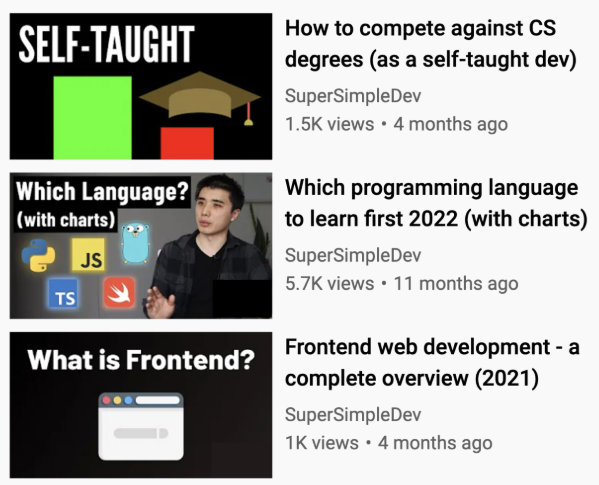 SELF-TAUGHT
How to compete against CS
degrees (as a self-taught dev)
SuperSimpleDev
1.5K views • 4 months ago
Which Language?
(with charts)
JS
TS
Which programming language
to learn first 2022 (with charts)
SuperSimpleDev
5.7K views • 11 months ago
What is Frontend?
Frontend web development - a
complete overview (2021)
SuperSimpleDev
1K views • 4 months ago